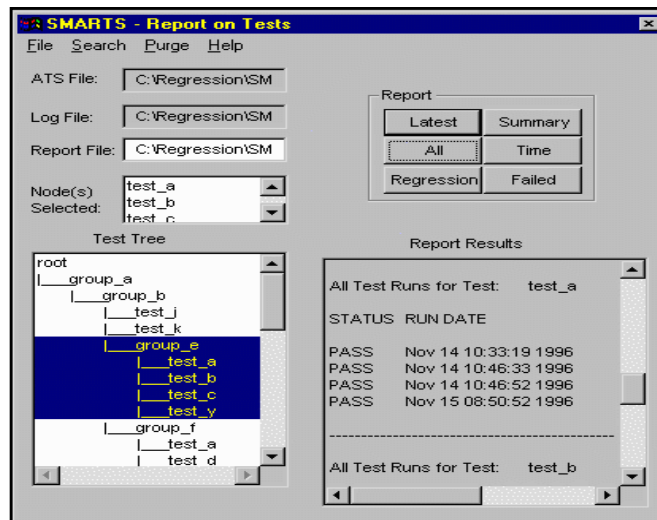 SMARTS - Report on Tests
File Search Purge Help
ATS File: C:\Regression\SM
Log File: C:\Regression\SM
Report File: C:\Regression\SM
Node(s) Selected:
test_a
test_b
test_c
Report
Latest Summary
All Time
Regression Failed
Test Tree
root
|___group_a
|___group_b
|___test_j
|___test_k
|___group_e
|___test_a
|___test_b
|___test_c
|___test_y
|___group_f
|___test_a
|___test_d
Report Results
All Test Runs for Test: test_a
STATUS RUN DATE
PASS Nov 14 10:33:19 1996
PASS Nov 14 10:46:33 1996
PASS Nov 14 10:46:52 1996
PASS Nov 15 08:50:52 1996
--------------------------------------------------
All Test Runs for Test: test_b